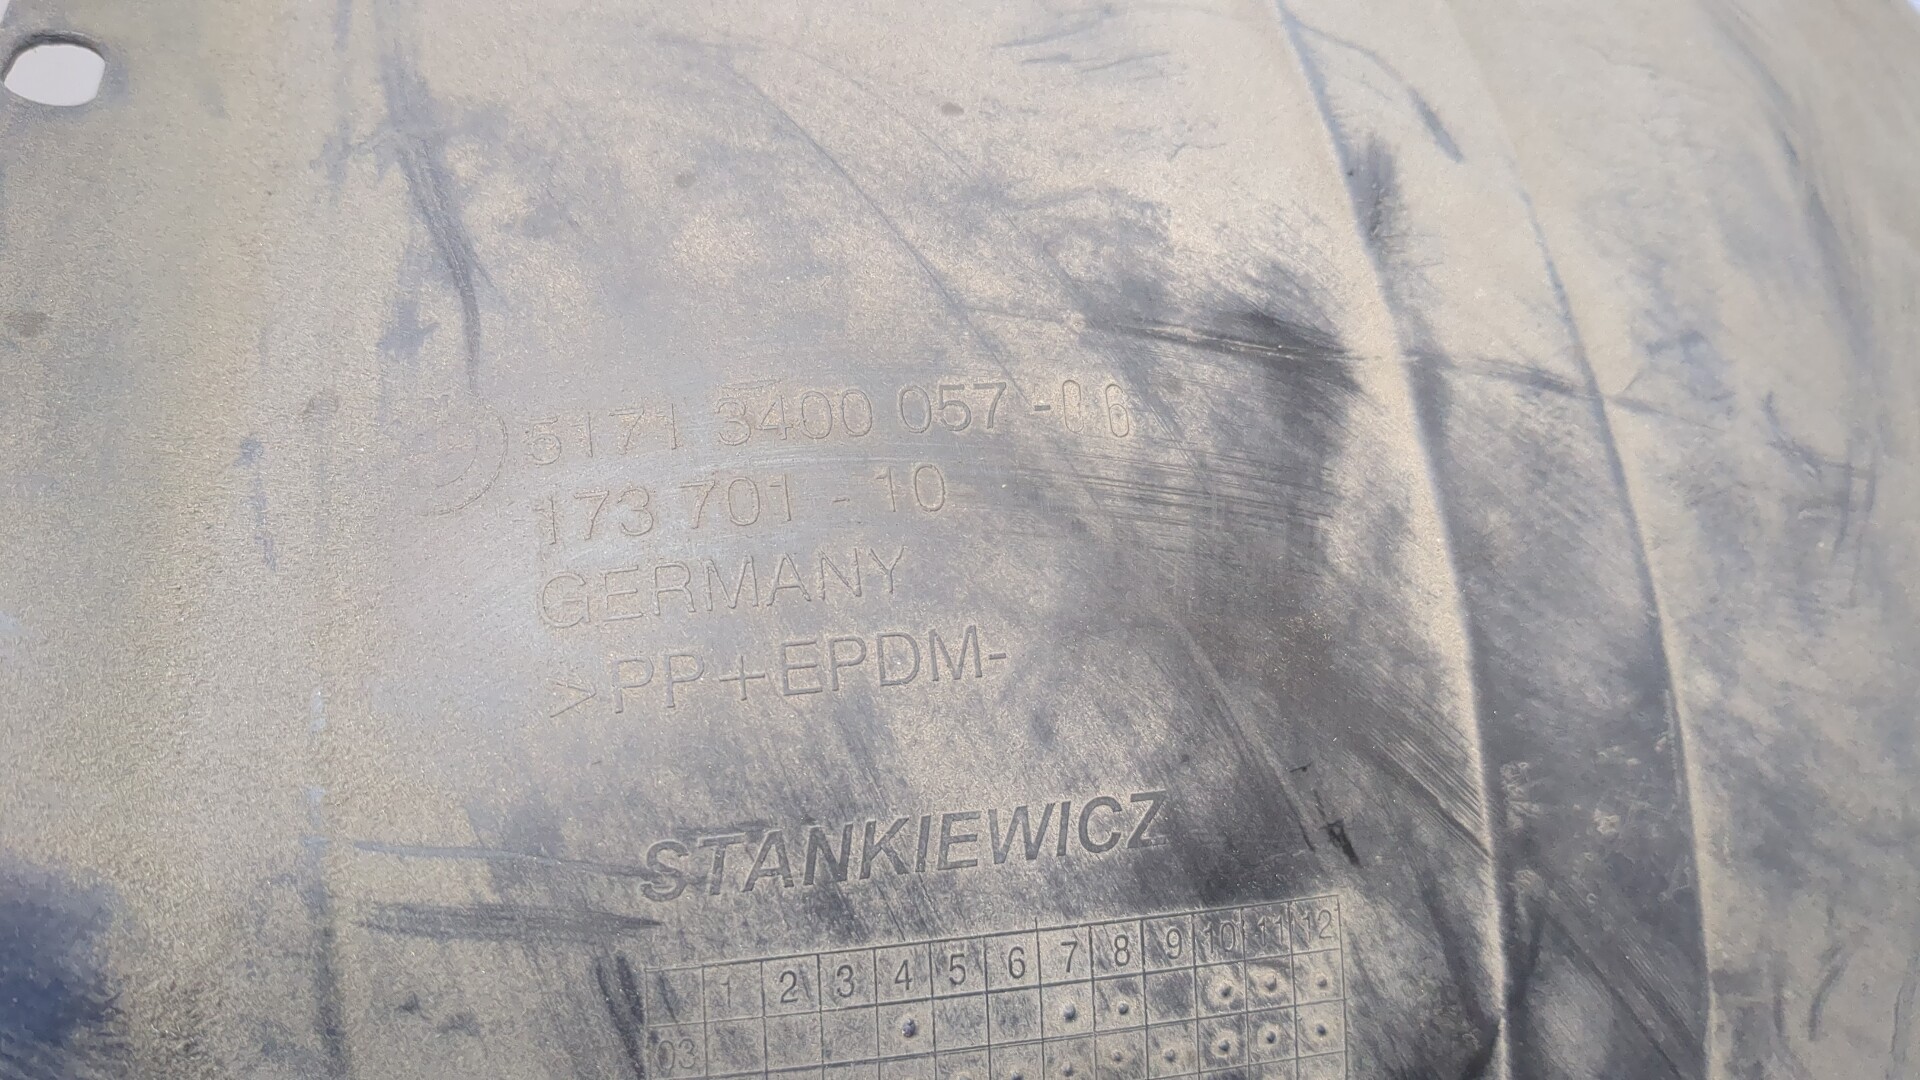 5171 3400 057-06
173 701 - 10
GERMANY
>PP+EPDM-
STANKIEWICZ
1 2 3 4 5 6 7 8 9 10 11 12
03